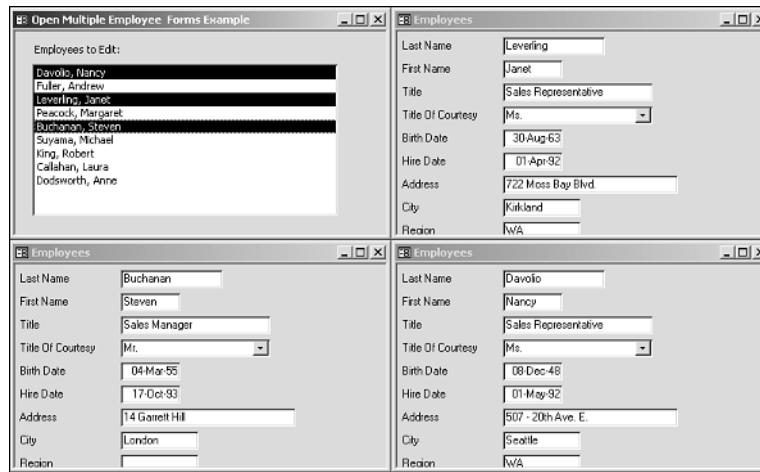 Open Multiple Employee Forms Example
Employees to Edit:
Davolio, Nancy
Fuller, Andrew
Leverling, Janet
Peacock, Margaret
Buchanan, Steven
Suyama, Michael
King, Robert
Callahan, Laura
Dodsworth, Anne
Employees
Last Name Leverling
First Name Janet
Title Sales Representative
Title Of Courtesy Ms.
Birth Date 30-Aug-63
Hire Date 01-Apr-92
Address 722 Moss Bay Blvd.
City Kirkland
Region WA
Employees
Last Name Buchanan
First Name Steven
Title Sales Manager
Title Of Courtesy Mr.
Birth Date 04-Mar-55
Hire Date 17-Oct-93
Address 14 Garrett Hill
City London
Region
Employees
Last Name Davolio
First Name Nancy
Title Sales Representative
Title Of Courtesy Ms.
Birth Date 08-Dec-48
Hire Date 01-May-92
Address 507 - 20th Ave. E.
City Seattle
Region WA